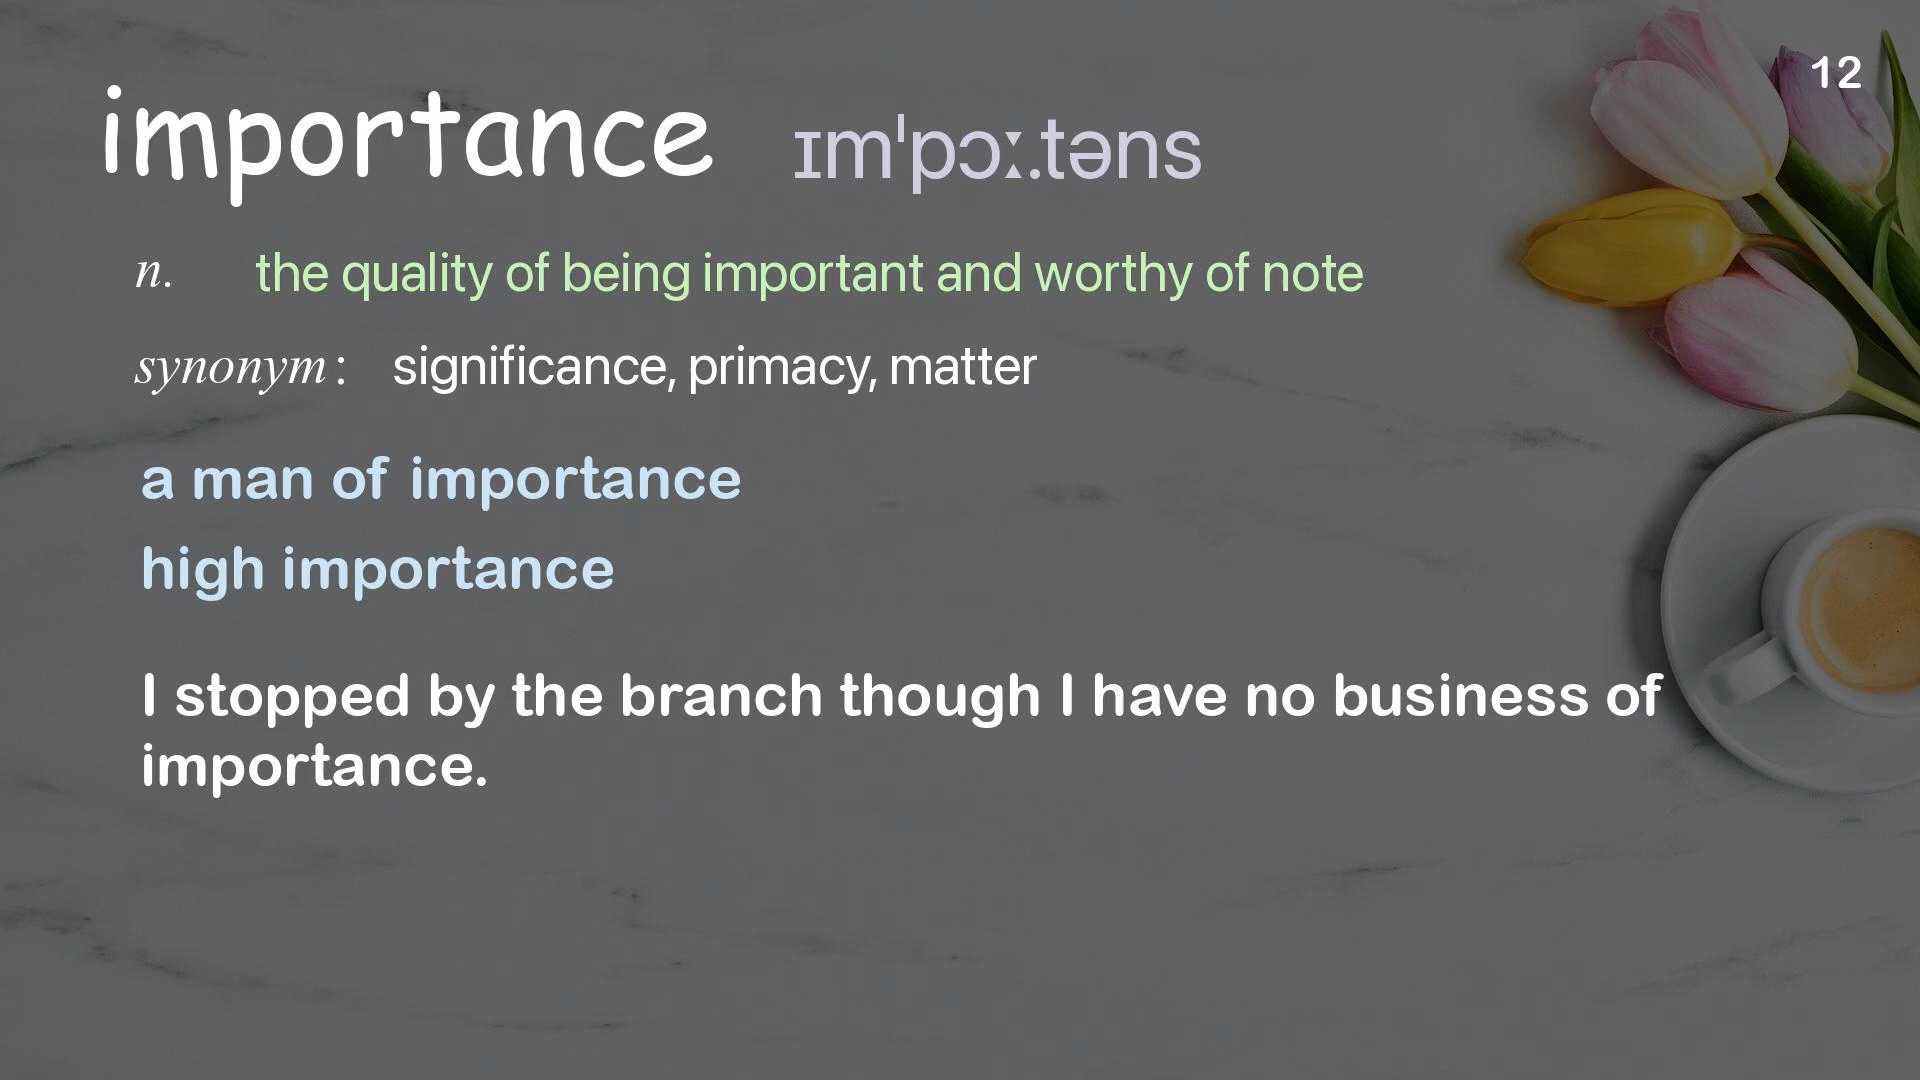 12
importance ɪmˈpɔː.təns
n. the quality of being important and worthy of note
synonym: significance, primacy, matter
a man of importance
high importance
I stopped by the branch though I have no business of
importance.